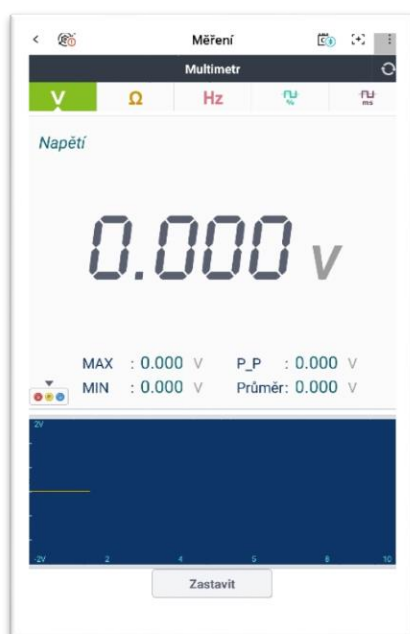 Měření
Multimetr
V Ω Hz % ms
Napětí
0.000 V
MAX : 0.000 V P_P : 0.000 V
MIN : 0.000 V Průměr: 0.000 V
2V
-2V 2 4 5 8 10
Zastavit